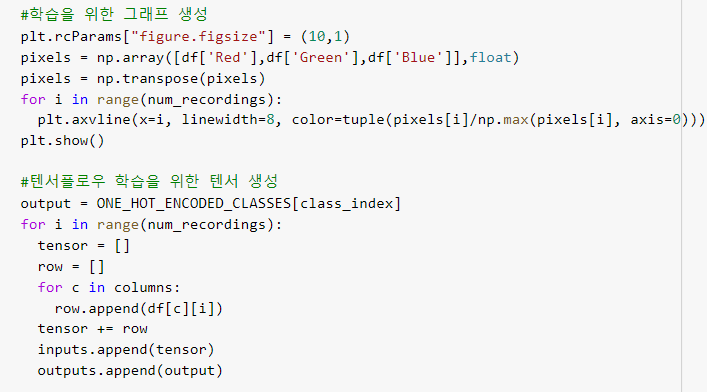 #학습을 위한 그래프 생성
plt.rcParams["figure.figsize"] = (10,1)
pixels = np.array([df['Red'],df['Green'],df['Blue']],float)
pixels = np.transpose(pixels)
for i in range(num_recordings):
  plt.axvline(x=i, linewidth=8, color=tuple(pixels[i]/np.max(pixels[i], axis=0)))
plt.show()

#텐서플로우 학습을 위한 텐서 생성
output = ONE_HOT_ENCODED_CLASSES[class_index]
for i in range(num_recordings):
  tensor = []
  row = []
  for c in columns:
    row.append(df[c][i])
  tensor += row
  inputs.append(tensor)
  outputs.append(output)